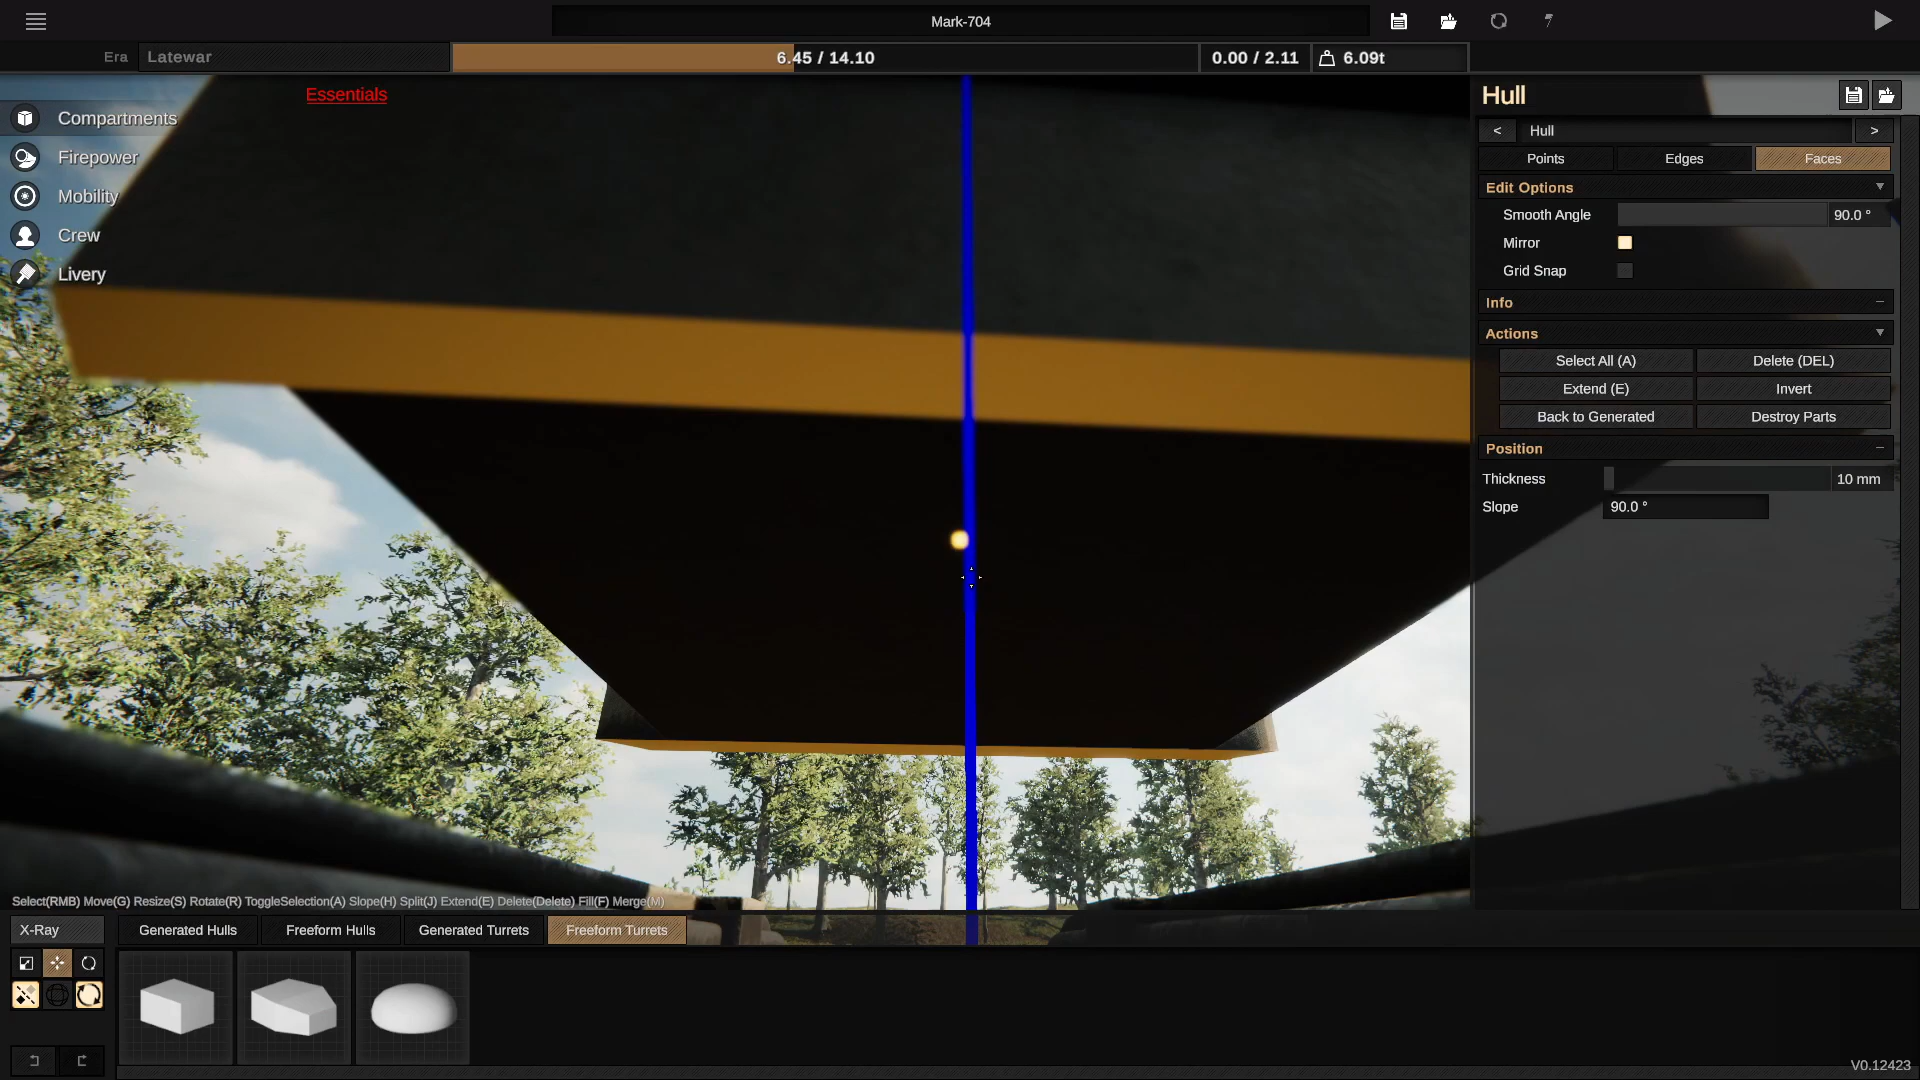 Mark-704
Era
Latewar
6.45 / 14.10
0.00 / 2.11
6.09t
Essentials
Compartments
Firepower
Mobility
Crew
Livery
Hull
<
Hull
>
Points
Edges
Faces
Edit Options
Smooth Angle
90.0 °
Mirror
Grid Snap
Info
Actions
Select All (A)
Delete (DEL)
Extend (E)
Invert
Back to Generated
Destroy Parts
Position
Thickness
10 mm
Slope
90.0 °
Select(RMB) Move(G) Resize(S) Rotate(R) ToggleSelection(A) Slope(H) Split(J) Extend(E) Delete(Delete) Fill(F) Merge(M)
X-Ray
Generated Hulls
Freeform Hulls
Generated Turrets
Freeform Turrets
V0.12423